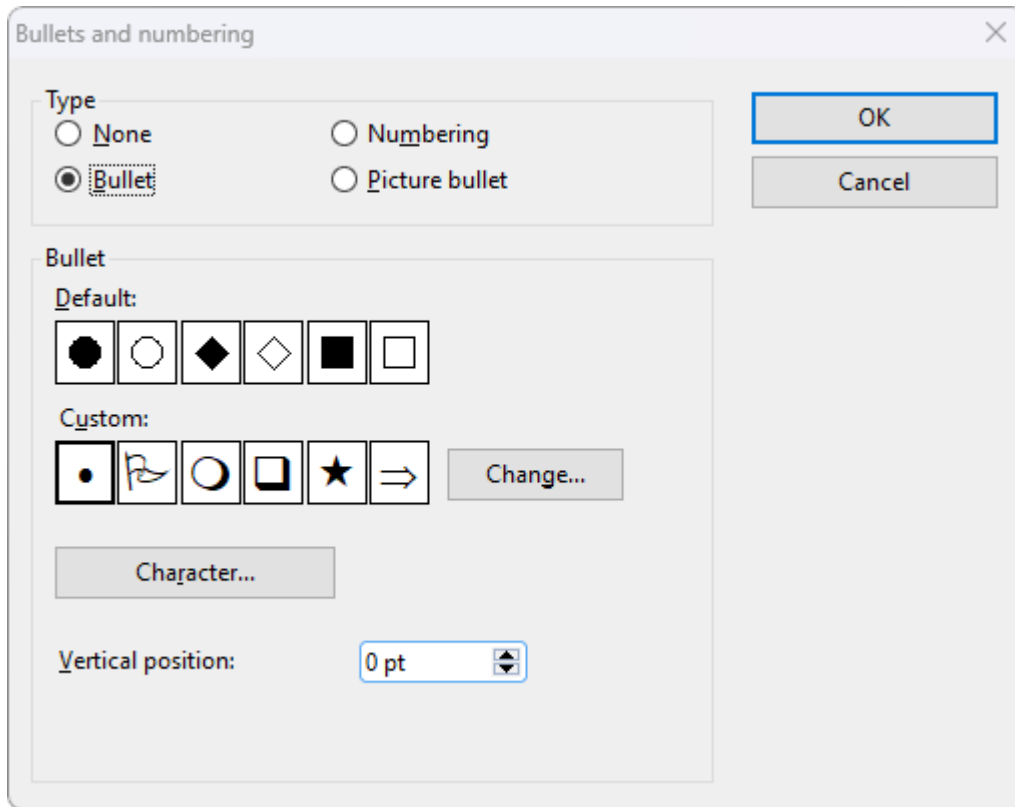 Bullets and numbering
Type
None
Numbering
Bullet
Picture bullet
OK
Cancel
Bullet
Default:
Custom:
Change...
Character...
Vertical position:
0 pt